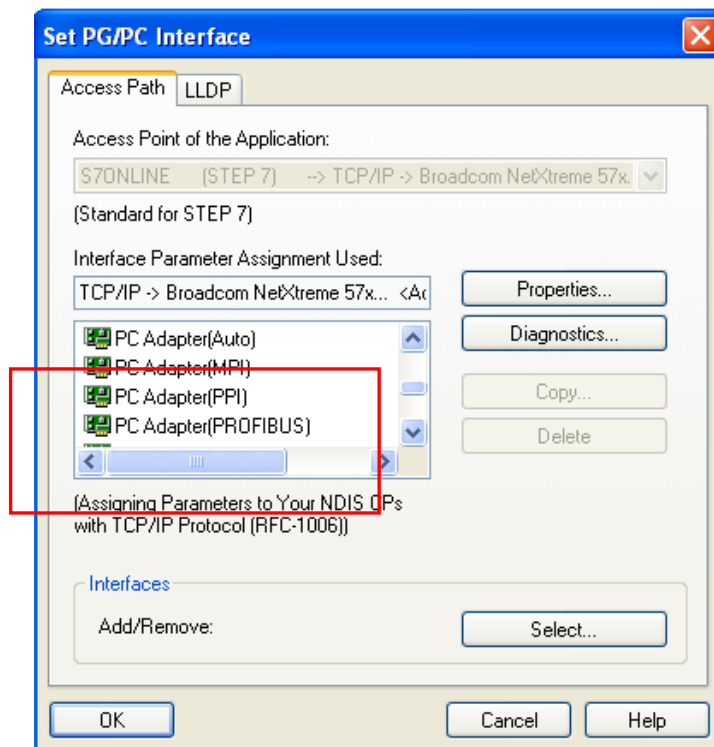 Set PG/PC Interface
Access Path
LLDP
Access Point of the Application:
S7ONLINE (STEP 7) --> TCP/IP -> Broadcom NetXtreme 57x.
(Standard for STEP 7)
Interface Parameter Assignment Used:
TCP/IP -> Broadcom NetXtreme 57x... <Ac
Properties...
PC Adapter(Auto)
Diagnostics...
PC Adapter(MPI)
PC Adapter(PPI)
Copy...
PC Adapter(PROFIBUS)
Delete
(Assigning Parameters to Your NDIS CPs
with TCP/IP Protocol (RFC-1006))
Interfaces
Add/Remove:
Select...
OK
Cancel
Help